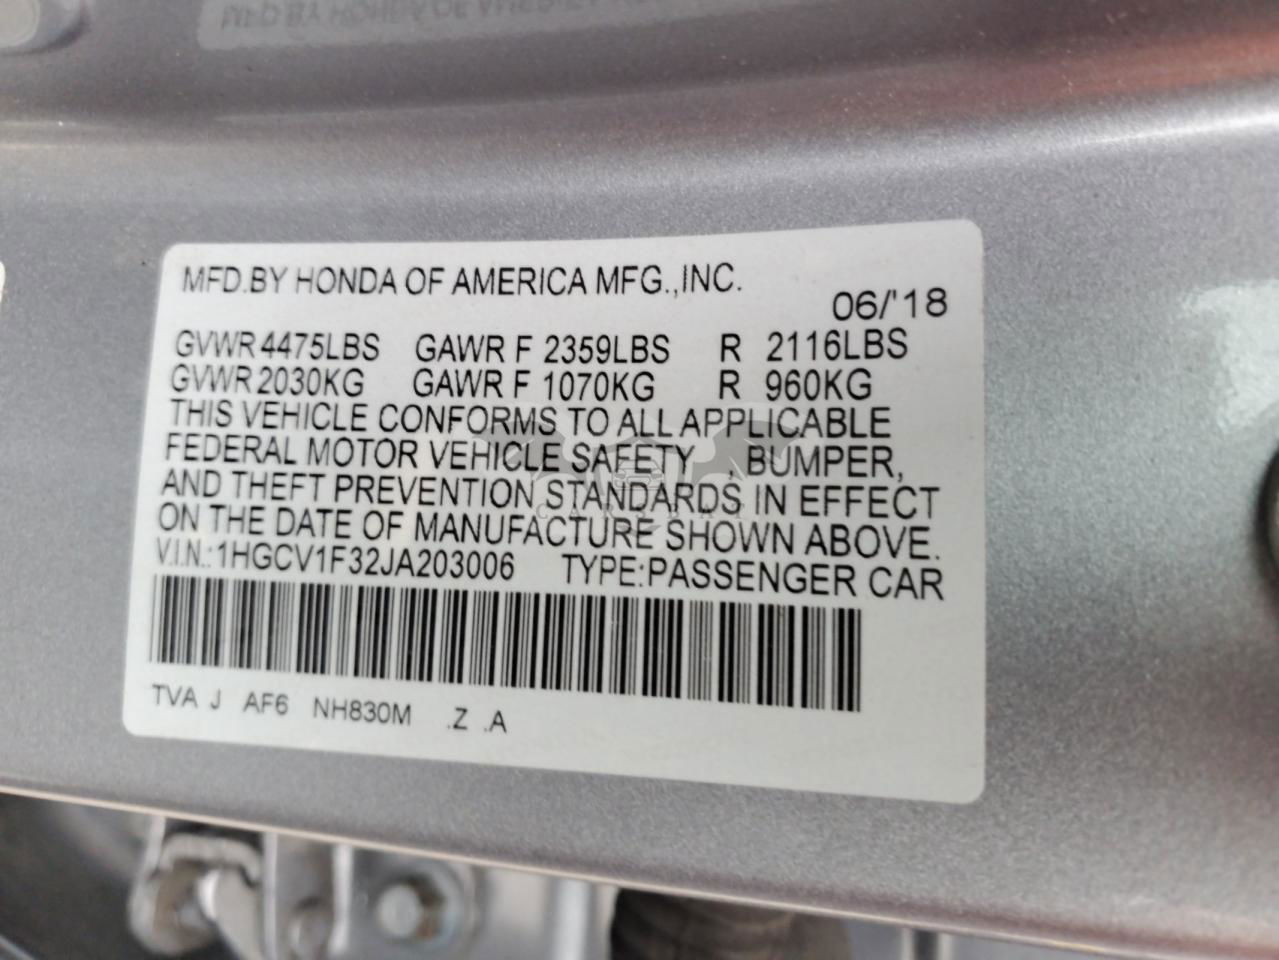 MFD.BY HONDA OF AMERICA MFG.,INC.
06/'18
GVWR 4475LBS GAWR F 2359LBS R 2116LBS
GVWR 2030KG GAWR F 1070KG R 960KG
THIS VEHICLE CONFORMS TO ALL APPLICABLE
FEDERAL MOTOR VEHICLE SAFETY , BUMPER,
AND THEFT PREVENTION STANDARDS IN EFFECT
ON THE DATE OF MANUFACTURE SHOWN ABOVE.
V.I.N.:1HGCV1F32JA203006 TYPE:PASSENGER CAR
TVA J AF6 NH830M .Z .A